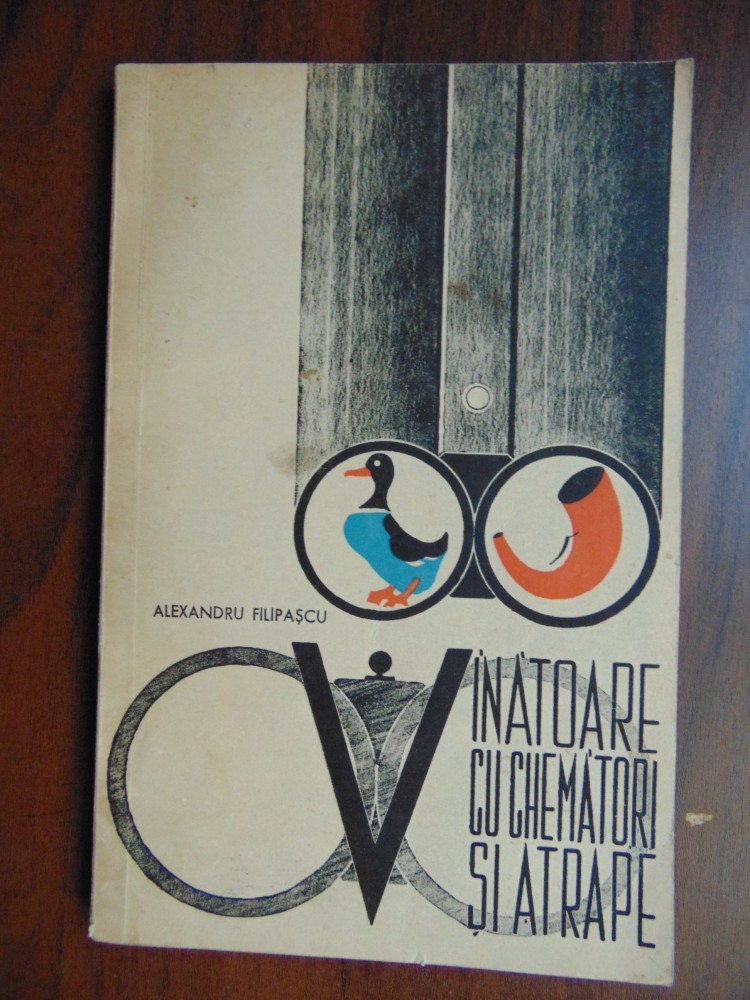 ALEXANDRU FILIPAȘCU
VÎNĂTOARE
CU CHEMĂTORI
ȘI ATRAPE